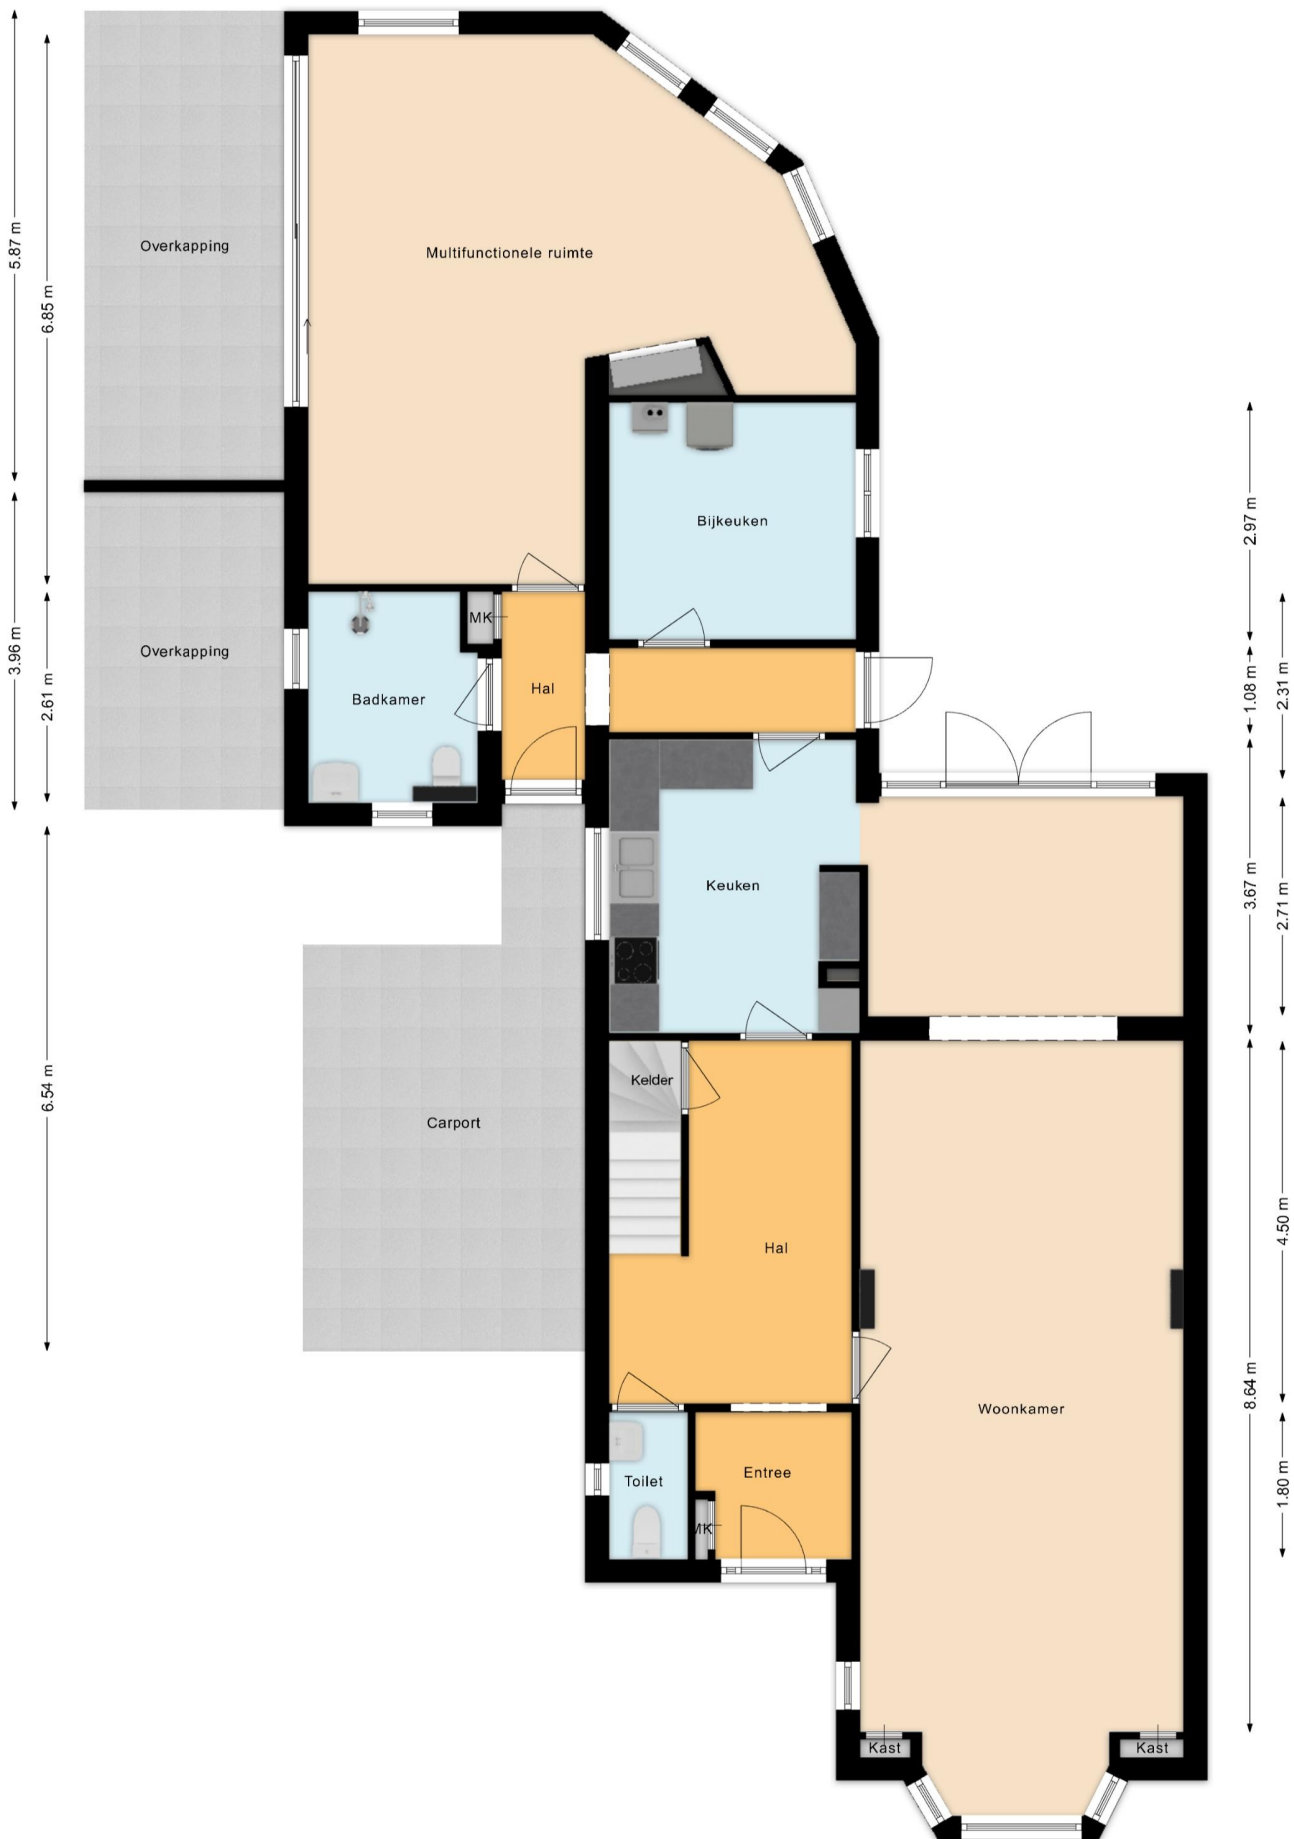 Overkapping
Multifunctionele ruimte
5.87 m
6.85 m
Bijkeuken
2.97 m
MK
Overkapping
Badkamer
Hal
3.96 m
2.61 m
1.08 m
2.31 m
Keuken
3.67 m
2.71 m
Kelder
6.54 m
Carport
Hal
4.50 m
Woonkamer
8.64 m
Toilet
Entree
MK
1.80 m
Kast
Kast